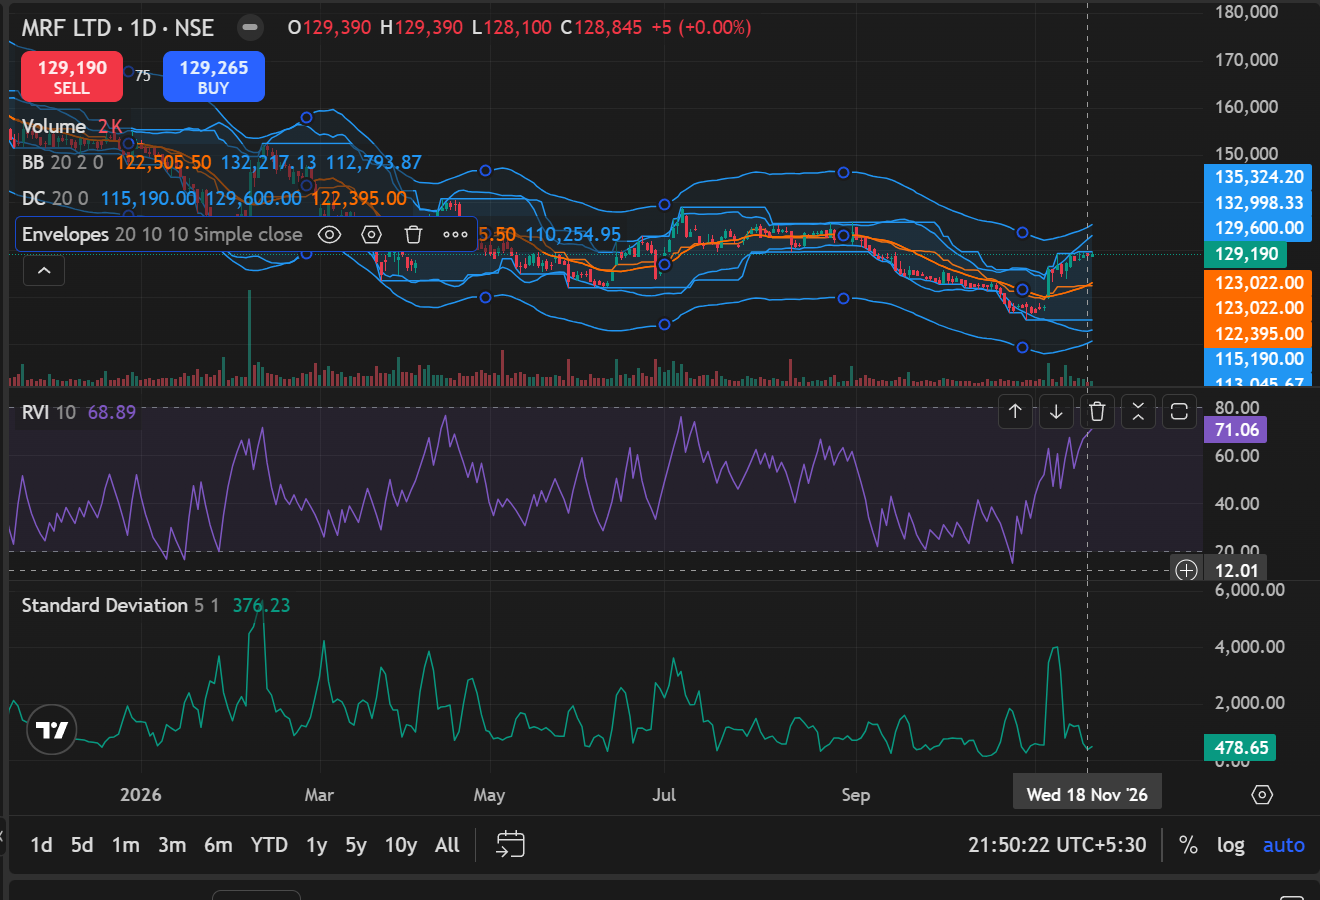 MRF LTD · 1D · NSE O129,390 H129,390 L128,100 C128,845 +5 (+0.00%)
129,190 SELL
75
129,265 BUY
Volume 2K
BB 20 2 0 122,505.50 132,217.13 112,793.87
DC 20 0 115,190.00 129,600.00 122,395.00
Envelopes 20 10 10 Simple close 5.50 110,254.95
180,000
170,000
160,000
150,000
135,324.20
132,998.33
129,600.00
129,190
123,022.00
123,022.00
122,395.00
115,190.00
113,045.67
RVI 10 68.89
80.00
71.06
60.00
40.00
20.00
12.01
Standard Deviation 5 1 376.23
6,000.00
4,000.00
2,000.00
478.65
0.00
2026 Mar May Jul Sep Wed 18 Nov '26
1d 5d 1m 3m 6m YTD 1y 5y 10y All 21:50:22 UTC+5:30 % log auto